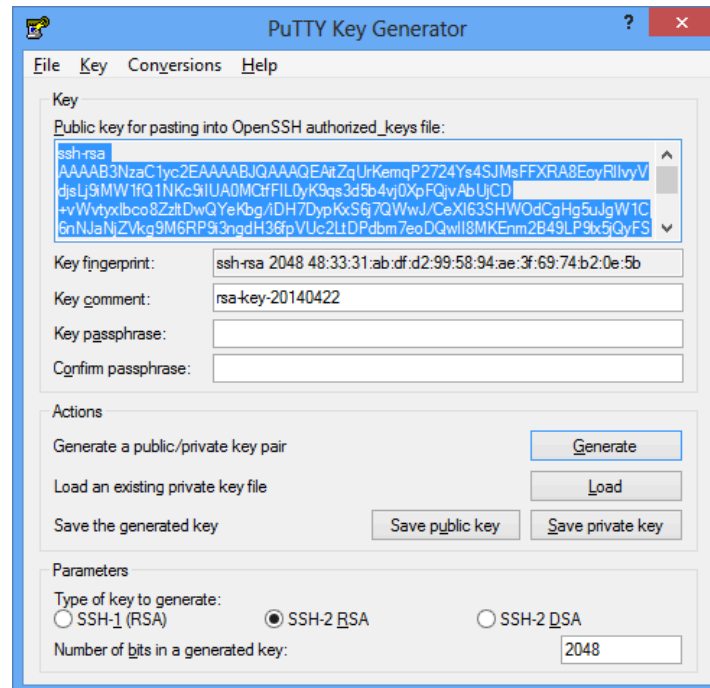 PuTTY Key Generator
?
×
File Key Conversions Help
Key
Public key for pasting into OpenSSH authorized_keys file:
ssh-rsa
AAAAB3NzaC1yc2EAAAABJQAAAQEAitZqUrKemqP2724Ys4SJMsFFXRA8EoyRIlvyV
djsLj9iMW1fQ1NKc9iIUA0MCtfFIL0yK9qs3d5b4vj0XpFQjvAbUjCD
+vWvtyxlbco8ZzltDwQYeKbg/iDH7DypKxS6j7QWwJ/CeXI63SHWOdCgHg5uJgW1C
6nNJaNjZVkg9M6RP9i3ngdH36fpVUc2LtDPdbm7eoDQwIl8MKEnm2B49LP9tx5jQyFS
Key fingerprint: ssh-rsa 2048 48:33:31:ab:df:d2:99:58:94:ae:3f:69:74:b2:0e:5b
Key comment: rsa-key-20140422
Key passphrase:
Confirm passphrase:
Actions
Generate a public/private key pair Generate
Load an existing private key file Load
Save the generated key Save public key Save private key
Parameters
Type of key to generate:
SSH-1 (RSA) SSH-2 RSA SSH-2 DSA
Number of bits in a generated key: 2048